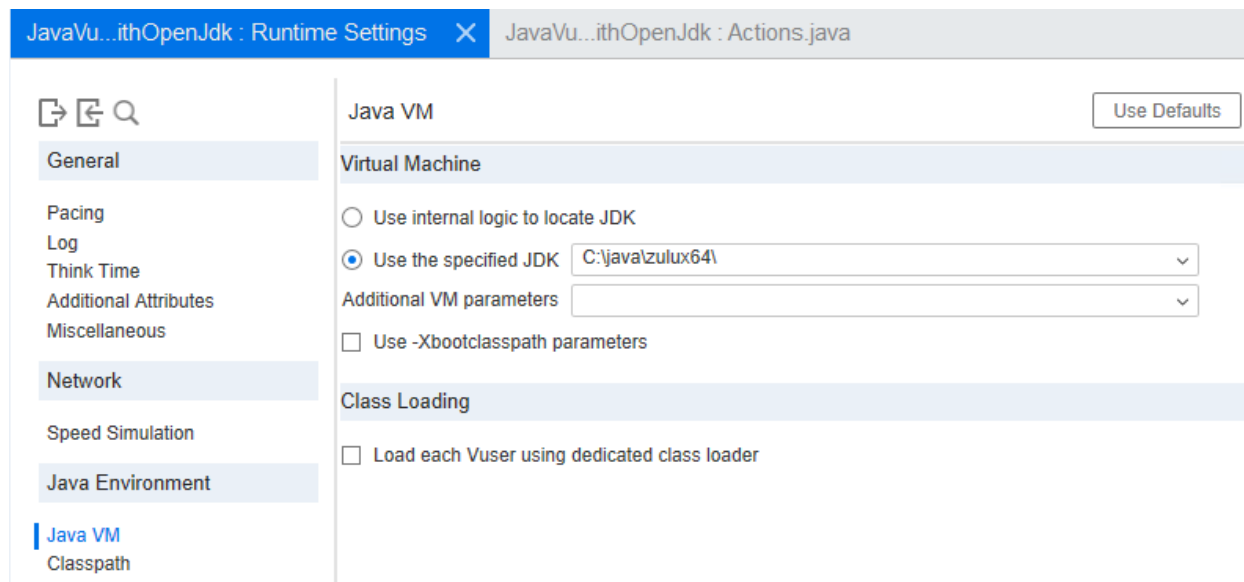 JavaVu...ithOpenJdk : Runtime Settings
JavaVu...ithOpenJdk : Actions.java
Java VM
Use Defaults
General
Virtual Machine
Pacing
Use internal logic to locate JDK
Log
Use the specified JDK C:\java\zulux64\
Think Time
Additional Attributes
Additional VM parameters
Miscellaneous
Use -Xbootclasspath parameters
Network
Class Loading
Speed Simulation
Load each Vuser using dedicated class loader
Java Environment
Java VM
Classpath